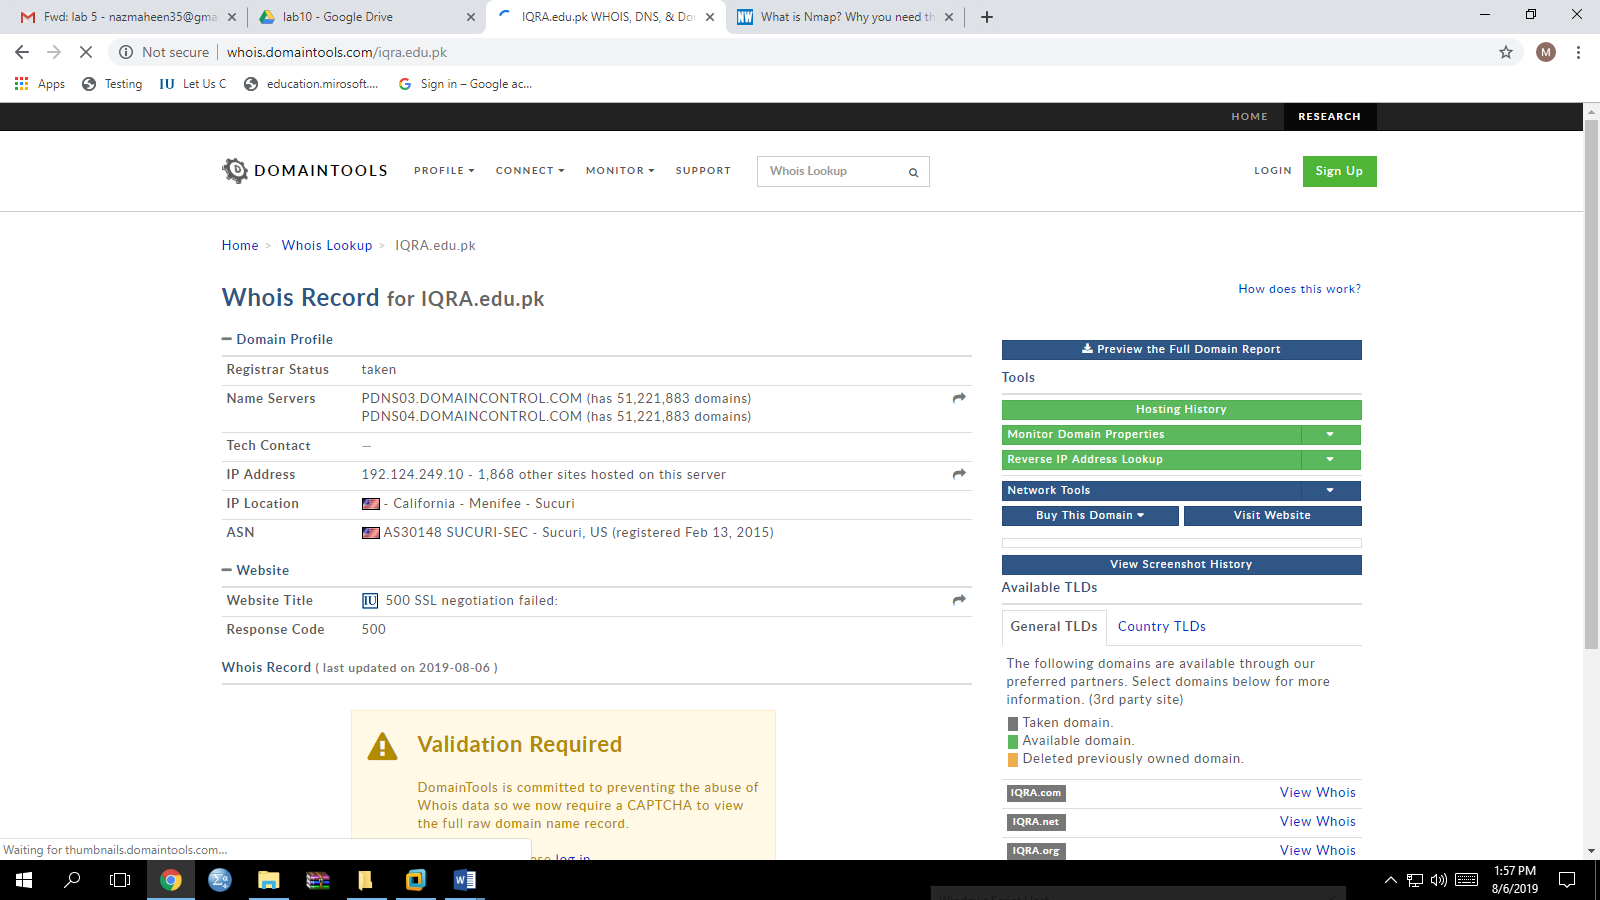 Fwd: lab 5 - nazmaheen35@gma
lab10 - Google Drive
IQRA.edu.pk WHOIS, DNS, & Do
What is Nmap? Why you need th
Not secure
whois.domaintools.com/iqra.edu.pk
M
Apps
Testing
IU Let Us C
education.mirosoft....
Sign in – Google ac...
HOME
RESEARCH
DOMAINTOOLS
PROFILE
CONNECT
MONITOR
SUPPORT
Whois Lookup
LOGIN
Sign Up
Home > Whois Lookup > IQRA.edu.pk
Whois Record for IQRA.edu.pk
How does this work?
Domain Profile
Registrar Status taken
Name Servers PDNS03.DOMAINCONTROL.COM (has 51,221,883 domains)
PDNS04.DOMAINCONTROL.COM (has 51,221,883 domains)
Tech Contact —
IP Address 192.124.249.10 - 1,868 other sites hosted on this server
IP Location - California - Menifee - Sucuri
ASN AS30148 SUCURI-SEC - Sucuri, US (registered Feb 13, 2015)
Website
Website Title IU 500 SSL negotiation failed:
Response Code 500
Whois Record ( last updated on 2019-08-06 )
Validation Required
DomainTools is committed to preventing the abuse of
Whois data so we now require a CAPTCHA to view
the full raw domain name record.
log in
Preview the Full Domain Report
Tools
Hosting History
Monitor Domain Properties
Reverse IP Address Lookup
Network Tools
Buy This Domain
Visit Website
View Screenshot History
Available TLDs
General TLDs
Country TLDs
The following domains are available through our
preferred partners. Select domains below for more
information. (3rd party site)
Taken domain.
Available domain.
Deleted previously owned domain.
IQRA.com View Whois
IQRA.net View Whois
IQRA.org View Whois
Waiting for thumbnails.domaintools.com...
1:57 PM
8/6/2019